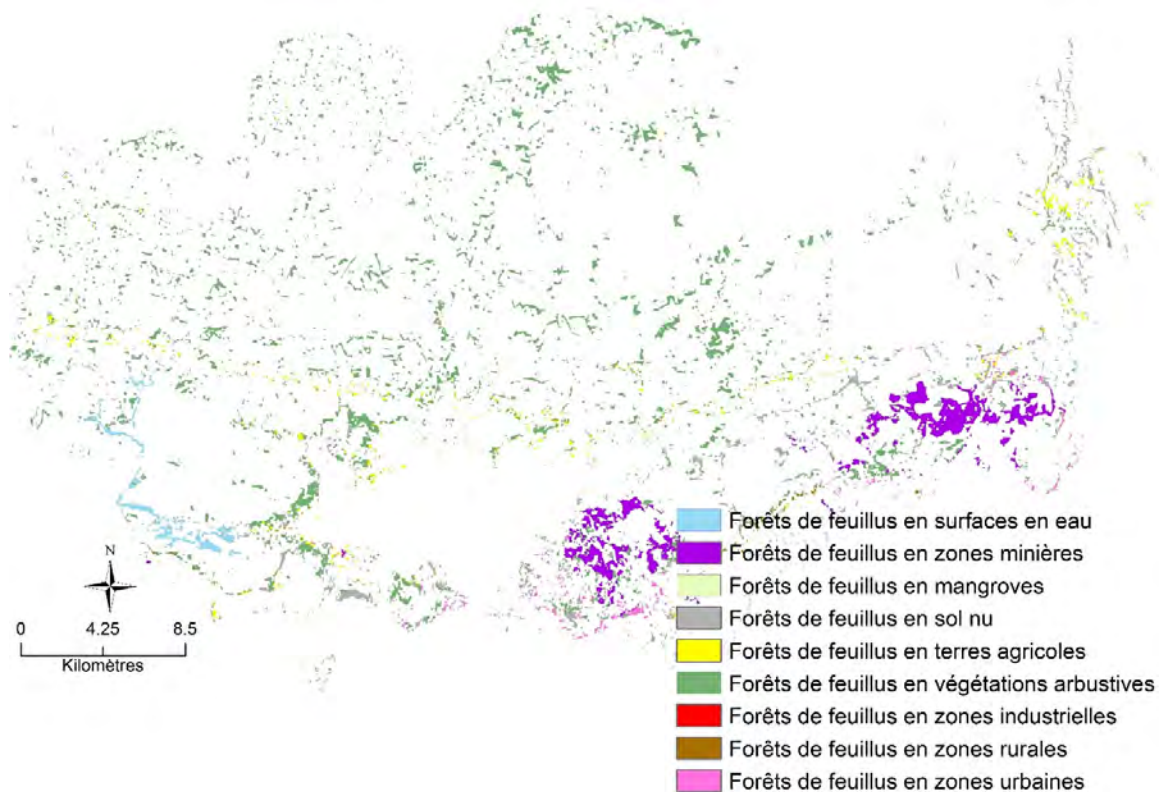 Forêts de feuillus en surfaces en eau
Forêts de feuillus en zones minières
Forêts de feuillus en mangroves
Forêts de feuillus en sol nu
Forêts de feuillus en terres agricoles
Forêts de feuillus en végétations arbustives
Forêts de feuillus en zones industrielles
Forêts de feuillus en zones rurales
Forêts de feuillus en zones urbaines
N
0 4.25 8.5
Kilomètres